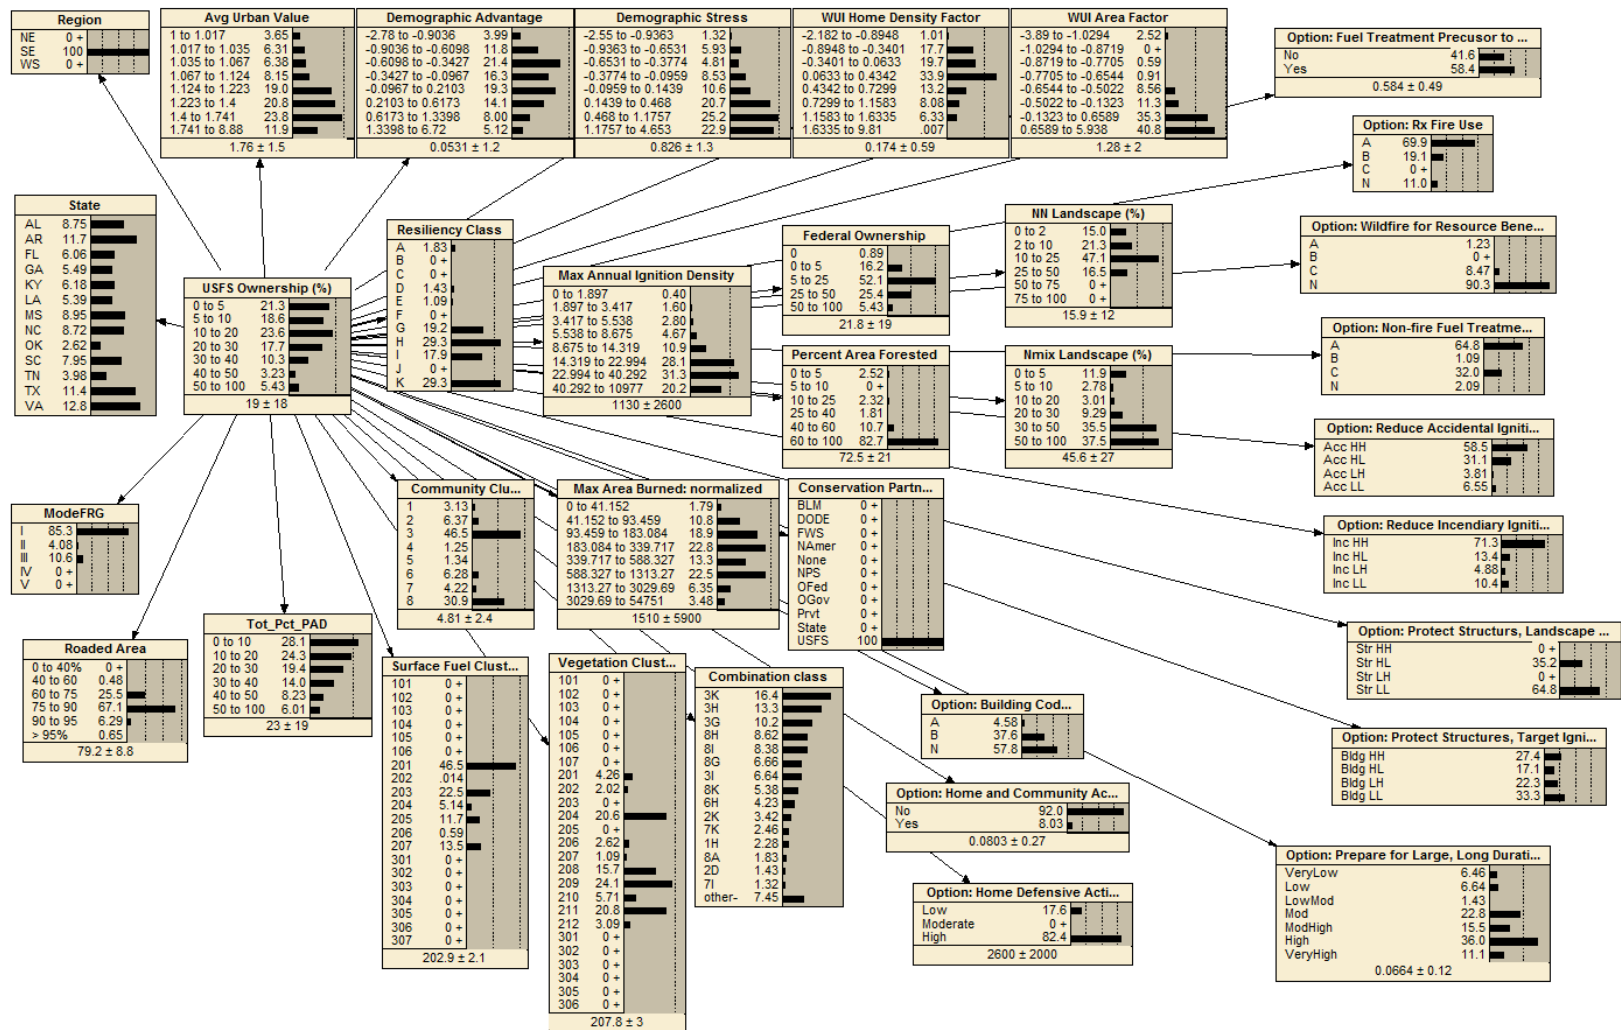 Region
NE 0 +
SE 100
WS 0 +
Avg Urban Value
1 to 1.017 3.65
1.017 to 1.035 6.31
1.035 to 1.067 6.38
1.067 to 1.124 8.15
1.124 to 1.223 19.0
1.223 to 1.4 20.8
1.4 to 1.741 23.8
1.741 to 8.88 11.9
1.76 ± 1.5
Demographic Advantage
-2.78 to -0.9036 3.99
-0.9036 to -0.6098 11.8
-0.6098 to -0.3427 21.4
-0.3427 to -0.0967 16.3
-0.0967 to 0.2103 19.3
0.2103 to 0.6173 14.1
0.6173 to 1.3398 8.00
1.3398 to 6.72 5.12
0.0531 ± 1.2
Demographic Stress
-2.55 to -0.9363 1.32
-0.9363 to -0.6531 5.93
-0.6531 to -0.3774 4.81
-0.3774 to -0.0959 8.53
-0.0959 to 0.1439 10.6
0.1439 to 0.468 20.7
0.468 to 1.1757 25.2
1.1757 to 4.653 22.9
0.826 ± 1.3
WUI Home Density Factor
-2.182 to -0.8948 1.01
-0.8948 to -0.3401 17.7
-0.3401 to 0.0633 19.7
0.0633 to 0.4342 33.9
0.4342 to 0.7299 13.2
0.7299 to 1.1583 8.08
1.1583 to 1.6335 6.33
1.6335 to 9.81 .007
0.174 ± 0.59
WUI Area Factor
-3.89 to -1.0294 2.52
-1.0294 to -0.8719 0 +
-0.8719 to -0.7705 0.59
-0.7705 to -0.6544 0.91
-0.6544 to -0.5022 8.56
-0.5022 to -0.1323 11.3
-0.1323 to 0.6589 35.3
0.6589 to 5.938 40.8
1.28 ± 2
Option: Fuel Treatment Precusor to ...
No 41.6
Yes 58.4
0.584 ± 0.49
Option: Rx Fire Use
A 69.9
B 19.1
C 0 +
N 11.0
State
AL 8.75
AR 11.7
FL 6.06
GA 5.49
KY 6.18
LA 5.39
MS 8.95
NC 8.72
OK 2.62
SC 7.95
TN 3.98
TX 11.4
VA 12.8
USFS Ownership (%)
0 to 5 21.3
5 to 10 18.6
10 to 20 23.6
20 to 30 17.7
30 to 40 10.3
40 to 50 3.23
50 to 100 5.43
19 ± 18
Resiliency Class
A 1.83
B 0 +
C 0 +
D 1.43
E 1.09
F 0 +
G 19.2
H 29.3
I 17.9
J 0 +
K 29.3
Max Annual Ignition Density
0 to 1.897 0.40
1.897 to 3.417 1.60
3.417 to 5.538 2.80
5.538 to 8.675 4.67
8.675 to 14.319 10.9
14.319 to 22.994 28.1
22.994 to 40.292 31.3
40.292 to 10977 20.2
1130 ± 2600
Federal Ownership
0 0.89
0 to 5 16.2
5 to 25 52.1
25 to 50 25.4
50 to 100 5.43
21.8 ± 19
NN Landscape (%)
0 to 2 15.0
2 to 10 21.3
10 to 25 47.1
25 to 50 16.5
50 to 75 0 +
75 to 100 0 +
15.9 ± 12
Option: Wildfire for Resource Bene...
A 1.23
B 0 +
C 8.47
N 90.3
Percent Area Forested
0 to 5 2.52
5 to 10 0 +
10 to 25 2.32
25 to 40 1.81
40 to 60 10.7
60 to 100 82.7
72.5 ± 21
Nmix Landscape (%)
0 to 5 11.9
5 to 10 2.78
10 to 20 3.01
20 to 30 9.29
30 to 50 35.5
50 to 100 37.5
45.6 ± 27
Option: Non-fire Fuel Treatme...
A 64.8
B 1.09
C 32.0
N 2.09
Option: Reduce Accidental Igniti...
Acc HH 58.5
Acc HL 31.1
Acc LH 3.81
Acc LL 6.55
ModeFRG
I 85.3
II 4.08
III 10.6
IV 0 +
V 0 +
Community Clu...
1 3.13
2 6.37
3 46.5
4 1.25
5 1.34
6 6.28
7 4.22
8 30.9
4.81 ± 2.4
Max Area Burned: normalized
0 to 41.152 1.79
41.152 to 93.459 10.8
93.459 to 183.084 18.9
183.084 to 339.717 22.8
339.717 to 588.327 13.3
588.327 to 1313.27 22.5
1313.27 to 3029.69 6.35
3029.69 to 54751 3.48
1510 ± 5900
Conservation Partn...
BLM 0 +
DODE 0 +
FWS 0 +
NAmer 0 +
None 0 +
NPS 0 +
OFed 0 +
OGov 0 +
Prvt 0 +
State 0 +
USFS 100
Option: Reduce Incendiary Igniti...
Inc HH 71.3
Inc HL 13.4
Inc LH 4.88
Inc LL 10.4
Roaded Area
0 to 40% 0 +
40 to 60 0.48
60 to 75 25.5
75 to 90 67.1
90 to 95 6.29
> 95% 0.65
79.2 ± 8.8
Tot_Pct_PAD
0 to 10 28.1
10 to 20 24.3
20 to 30 19.4
30 to 40 14.0
40 to 50 8.23
50 to 100 6.01
23 ± 19
Surface Fuel Clust...
101 0 +
102 0 +
103 0 +
104 0 +
105 0 +
106 0 +
201 46.5
202 .014
203 22.5
204 5.14
205 11.7
206 0.59
207 13.5
301 0 +
302 0 +
303 0 +
304 0 +
305 0 +
306 0 +
307 0 +
202.9 ± 2.1
Vegetation Clust...
101 0 +
102 0 +
103 0 +
104 0 +
105 0 +
106 0 +
107 0 +
201 4.26
202 2.02
203 0 +
204 20.6
205 0 +
206 2.62
207 1.09
208 15.7
209 24.1
210 5.71
211 20.8
212 3.09
301 0 +
302 0 +
303 0 +
304 0 +
305 0 +
306 0 +
207.8 ± 3
Combination class
3K 16.4
3H 13.3
3G 10.2
8H 8.62
8I 8.38
8G 6.66
3I 6.64
8K 5.38
6H 4.23
2K 3.42
7K 2.46
1H 2.28
8A 1.83
2D 1.43
7I 1.32
other- 7.45
Option: Building Cod...
A 4.58
B 37.6
N 57.8
Option: Home and Community Ac...
No 92.0
Yes 8.03
0.0803 ± 0.27
Option: Home Defensive Acti...
Low 17.6
Moderate 0 +
High 82.4
2600 ± 2000
Option: Protect Structurs, Landscape ...
Str HH 0 +
Str HL 35.2
Str LH 0 +
Str LL 64.8
Option: Protect Structures, Target Igni...
Bldg HH 27.4
Bldg HL 17.1
Bldg LH 22.3
Bldg LL 33.3
Option: Prepare for Large, Long Durati...
VeryLow 6.46
Low 6.64
LowMod 1.43
Mod 22.8
ModHigh 15.5
High 36.0
VeryHigh 11.1
0.0664 ± 0.12